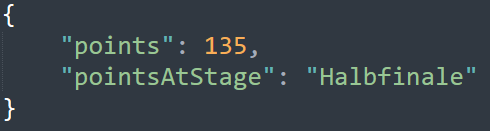 {
    "points": 135,
    "pointsAtStage": "Halbfinale"
}